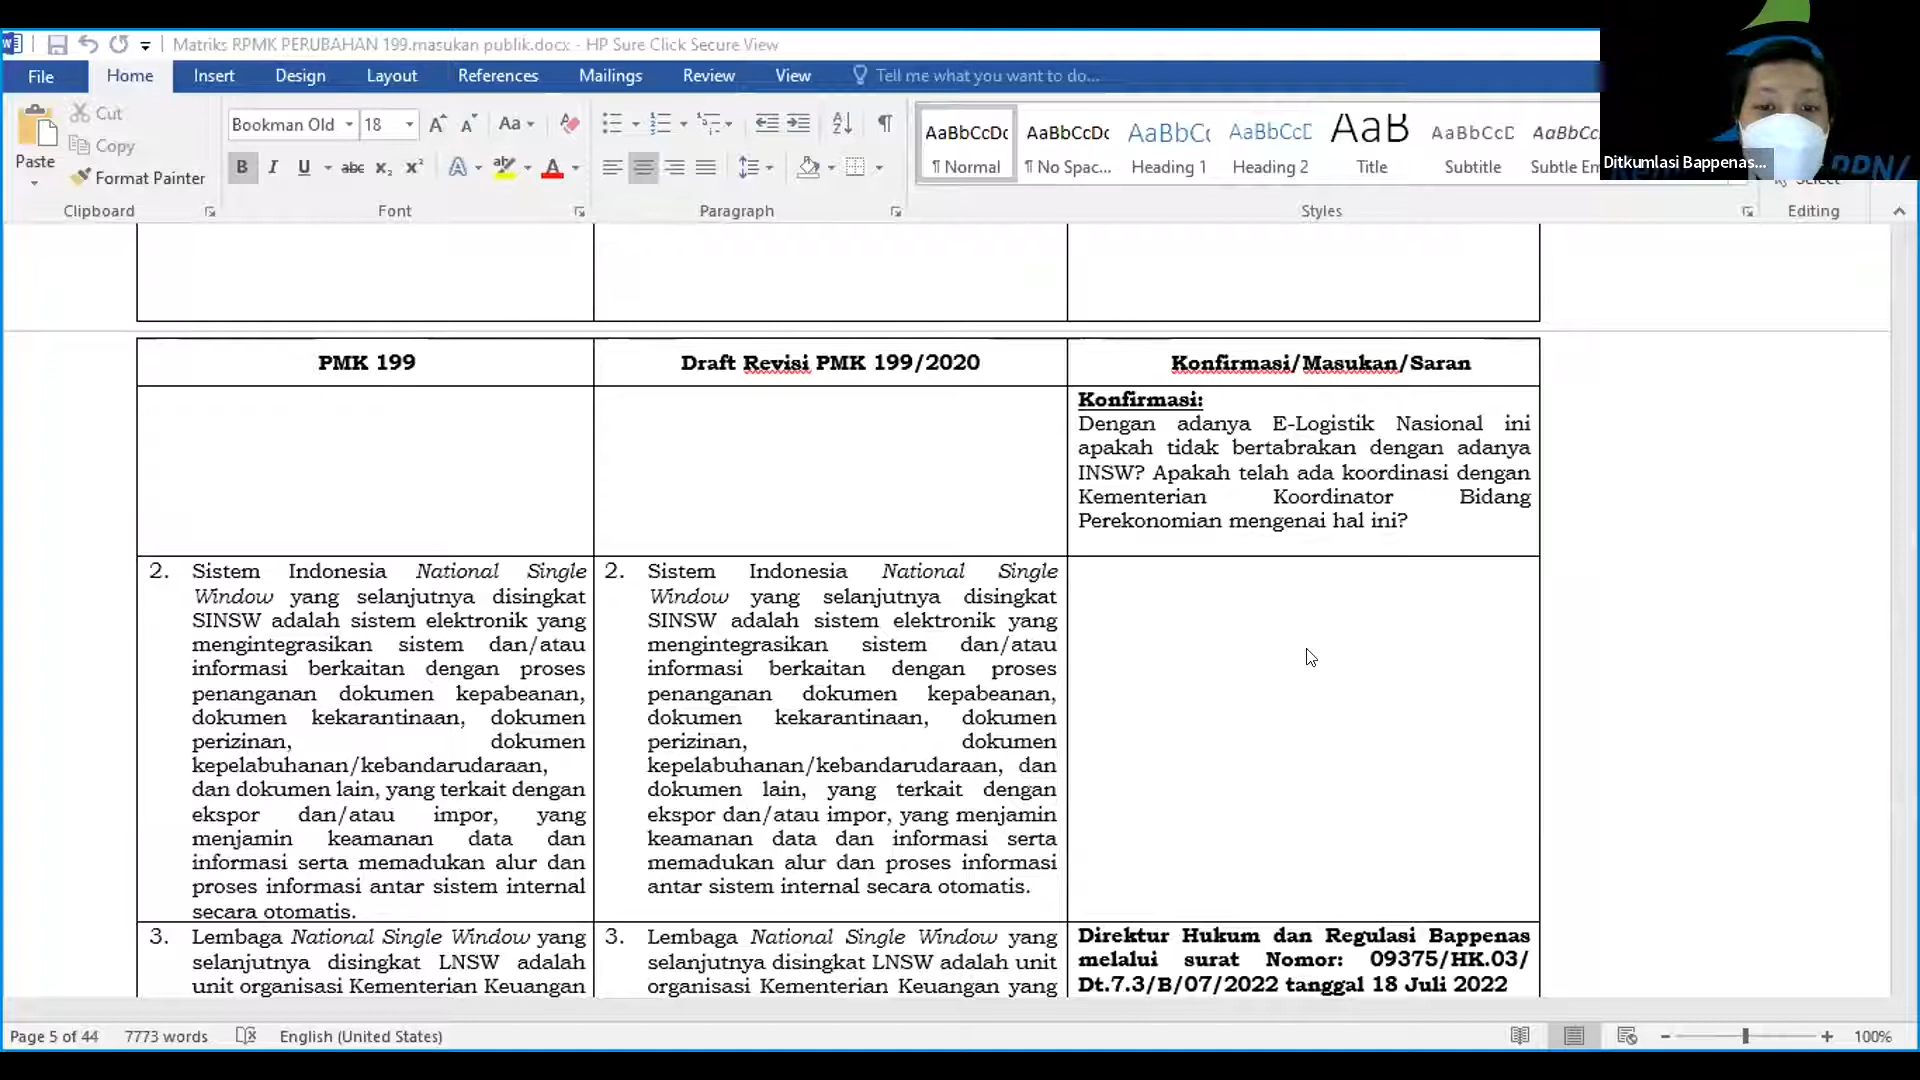 Matriks RPMK PERUBAHAN 199.masukan publik.docx - HP Sure Click Secure View
File Home Insert Design Layout References Mailings Review View Tell me what you want to do...
Cut
Copy
Format Painter
Paste
Clipboard
Bookman Old 18
Aa
B I U abc x₂ x²
Font
Paragraph
AaBbCcDc AaBbCcDc AaBbC AaBbCcC AaB AaBbCcD AaBbCc
¶ Normal ¶ No Spac... Heading 1 Heading 2 Title Subtitle Subtle En
Styles
Editing
Ditkumlasi Bappenas...
PPN/
PMK 199
Draft Revisi PMK 199/2020
Konfirmasi/Masukan/Saran
Konfirmasi:
Dengan adanya E-Logistik Nasional ini
apakah tidak bertabrakan dengan adanya
INSW? Apakah telah ada koordinasi dengan
Kementerian Koordinator Bidang
Perekonomian mengenai hal ini?
2. Sistem Indonesia National Single
Window yang selanjutnya disingkat
SINSW adalah sistem elektronik yang
mengintegrasikan sistem dan/atau
informasi berkaitan dengan proses
penanganan dokumen kepabeanan,
dokumen kekarantinaan, dokumen
perizinan, dokumen
kepelabuhanan/kebandarudaraan,
dan dokumen lain, yang terkait dengan
ekspor dan/atau impor, yang
menjamin keamanan data dan
informasi serta memadukan alur dan
proses informasi antar sistem internal
secara otomatis.
2. Sistem Indonesia National Single
Window yang selanjutnya disingkat
SINSW adalah sistem elektronik yang
mengintegrasikan sistem dan/atau
informasi berkaitan dengan proses
penanganan dokumen kepabeanan,
dokumen kekarantinaan, dokumen
perizinan, dokumen
kepelabuhanan/kebandarudaraan, dan
dokumen lain, yang terkait dengan
ekspor dan/atau impor, yang menjamin
keamanan data dan informasi serta
memadukan alur dan proses informasi
antar sistem internal secara otomatis.
3. Lembaga National Single Window yang
selanjutnya disingkat LNSW adalah
unit organisasi Kementerian Keuangan
3. Lembaga National Single Window yang
selanjutnya disingkat LNSW adalah unit
organisasi Kementerian Keuangan yang
Direktur Hukum dan Regulasi Bappenas
melalui surat Nomor: 09375/HK.03/
Dt.7.3/B/07/2022 tanggal 18 Juli 2022
Page 5 of 44 7773 words English (United States) 100%